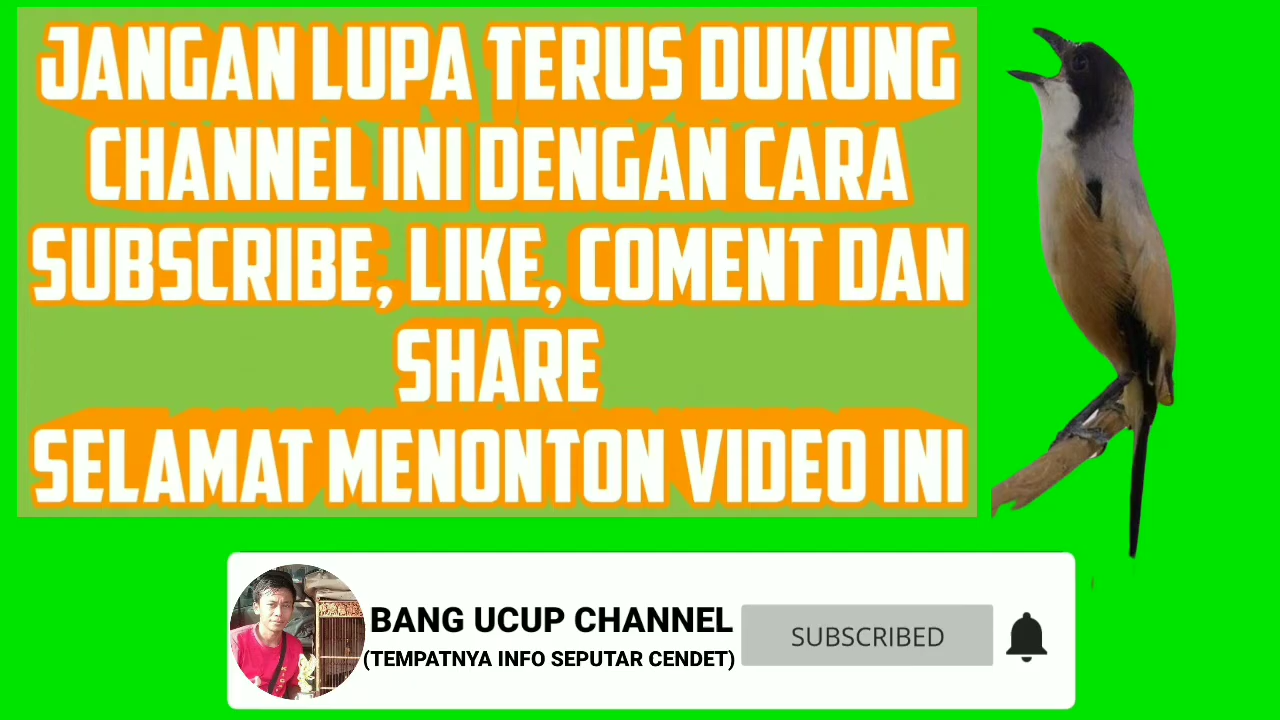 JANGAN LUPA TERUS DUKUNG
CHANNEL INI DENGAN CARA
SUBSCRIBE, LIKE, COMENT DAN
SHARE
SELAMAT MENONTON VIDEO INI
BANG UCUP CHANNEL
(TEMPATNYA INFO SEPUTAR CENDET)
SUBSCRIBED